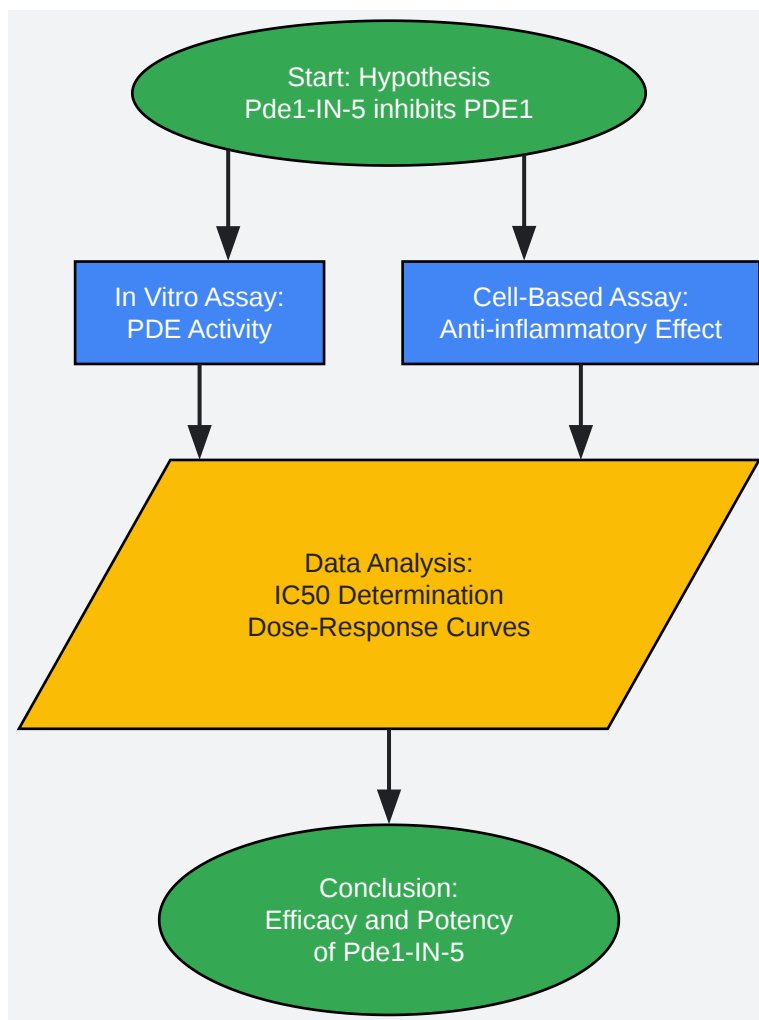 Start: Hypothesis
Pde1-IN-5 inhibits PDE1
In Vitro Assay:
PDE Activity
Cell-Based Assay:
Anti-inflammatory Effect
Data Analysis:
IC50 Determination
Dose-Response Curves
Conclusion:
Efficacy and Potency
of Pde1-IN-5